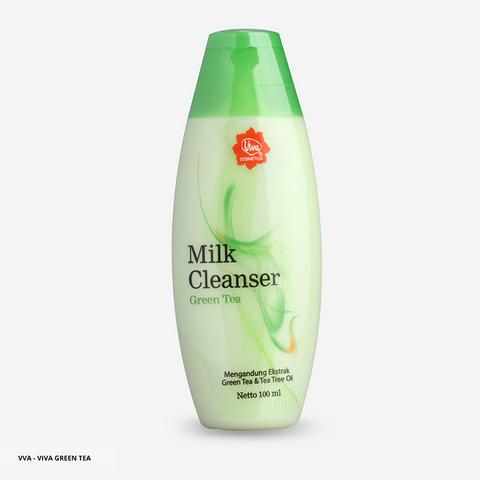 Viva
COSMETICS
Milk
Cleanser
Green Tea
Mengandung Ekstrak
Green Tea & Tea Tree Oil
Netto 100 ml
VVA - VIVA GREEN TEA